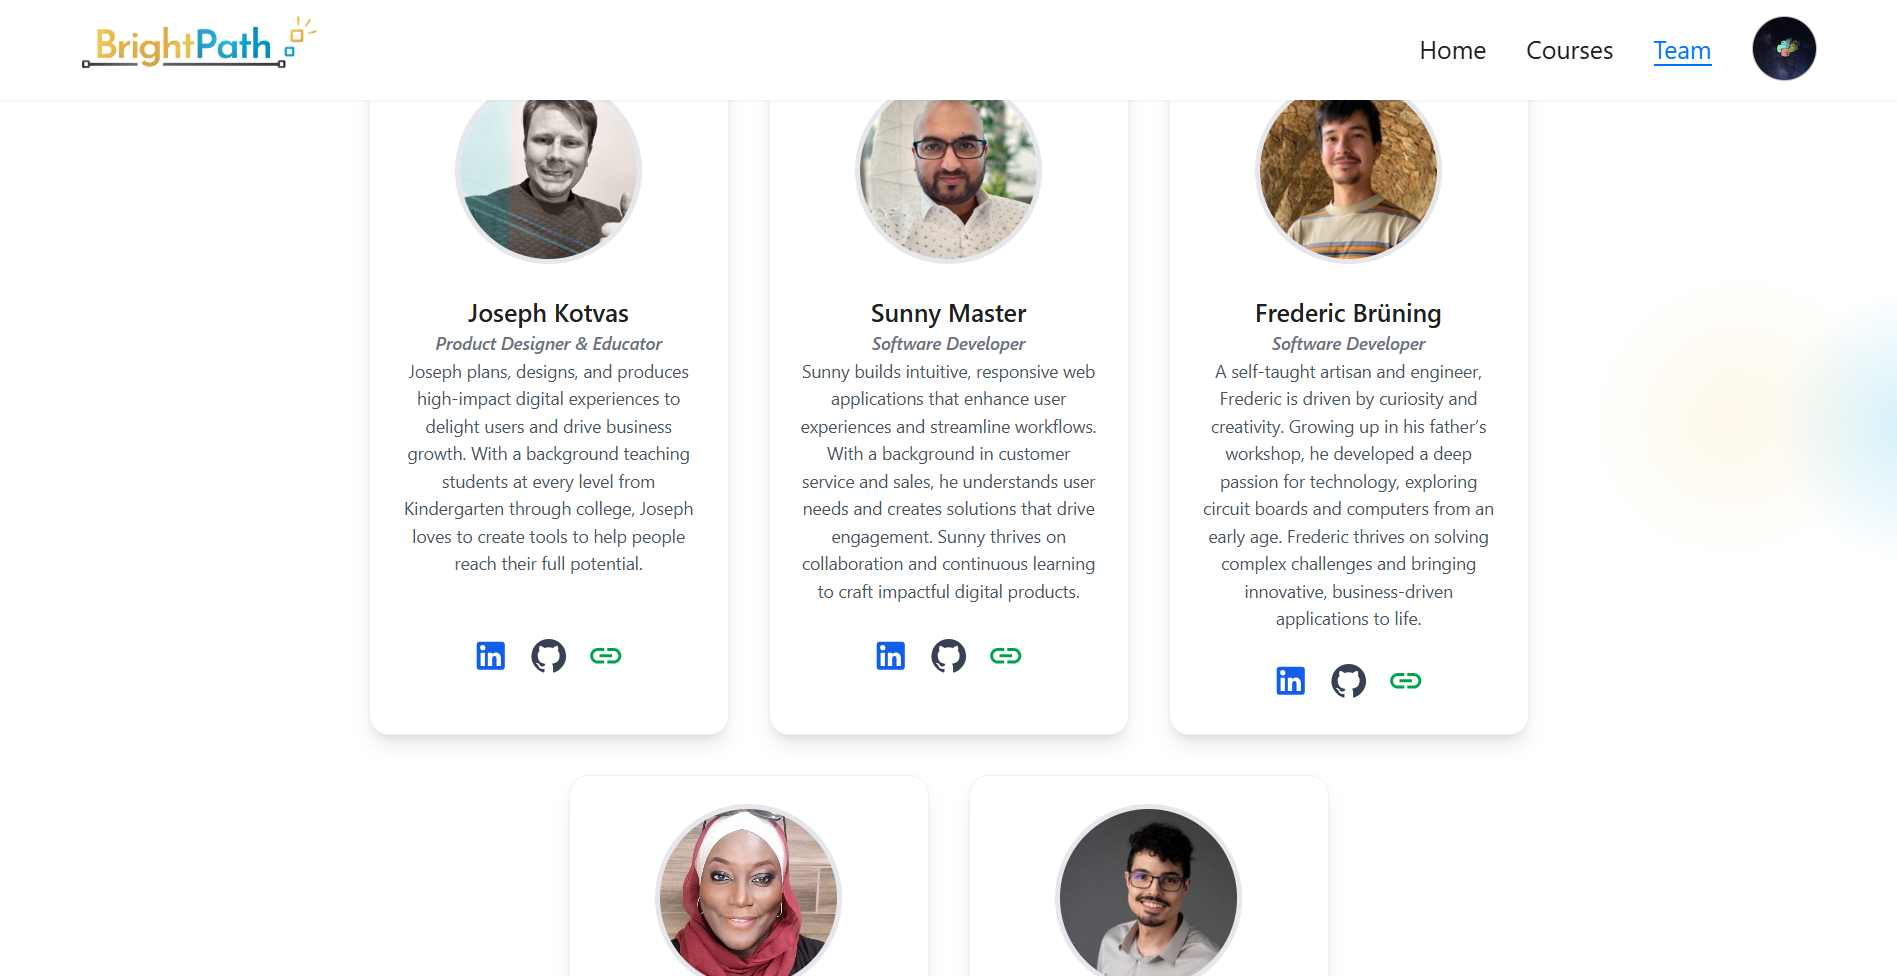 BrightPath
Home Courses Team
Joseph Kotvas
Product Designer & Educator
Joseph plans, designs, and produces
high-impact digital experiences to
delight users and drive business
growth. With a background teaching
students at every level from
Kindergarten through college, Joseph
loves to create tools to help people
reach their full potential.
in
Sunny Master
Software Developer
Sunny builds intuitive, responsive web
applications that enhance user
experiences and streamline workflows.
With a background in customer
service and sales, he understands user
needs and creates solutions that drive
engagement. Sunny thrives on
collaboration and continuous learning
to craft impactful digital products.
in
Frederic Brüning
Software Developer
A self-taught artisan and engineer,
Frederic is driven by curiosity and
creativity. Growing up in his father’s
workshop, he developed a deep
passion for technology, exploring
circuit boards and computers from an
early age. Frederic thrives on solving
complex challenges and bringing
innovative, business-driven
applications to life.
in